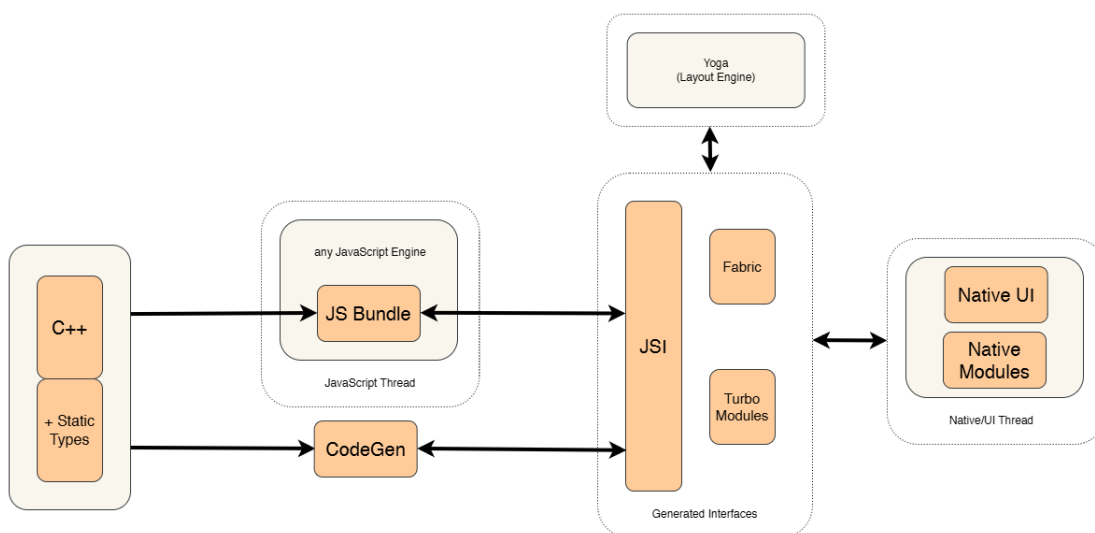 Yoga
(Layout Engine)
any JavaScript Engine
JS Bundle
JavaScript Thread
C++
+ Static
Types
CodeGen
JSI
Fabric
Turbo
Modules
Generated Interfaces
Native UI
Native
Modules
Native/UI Thread